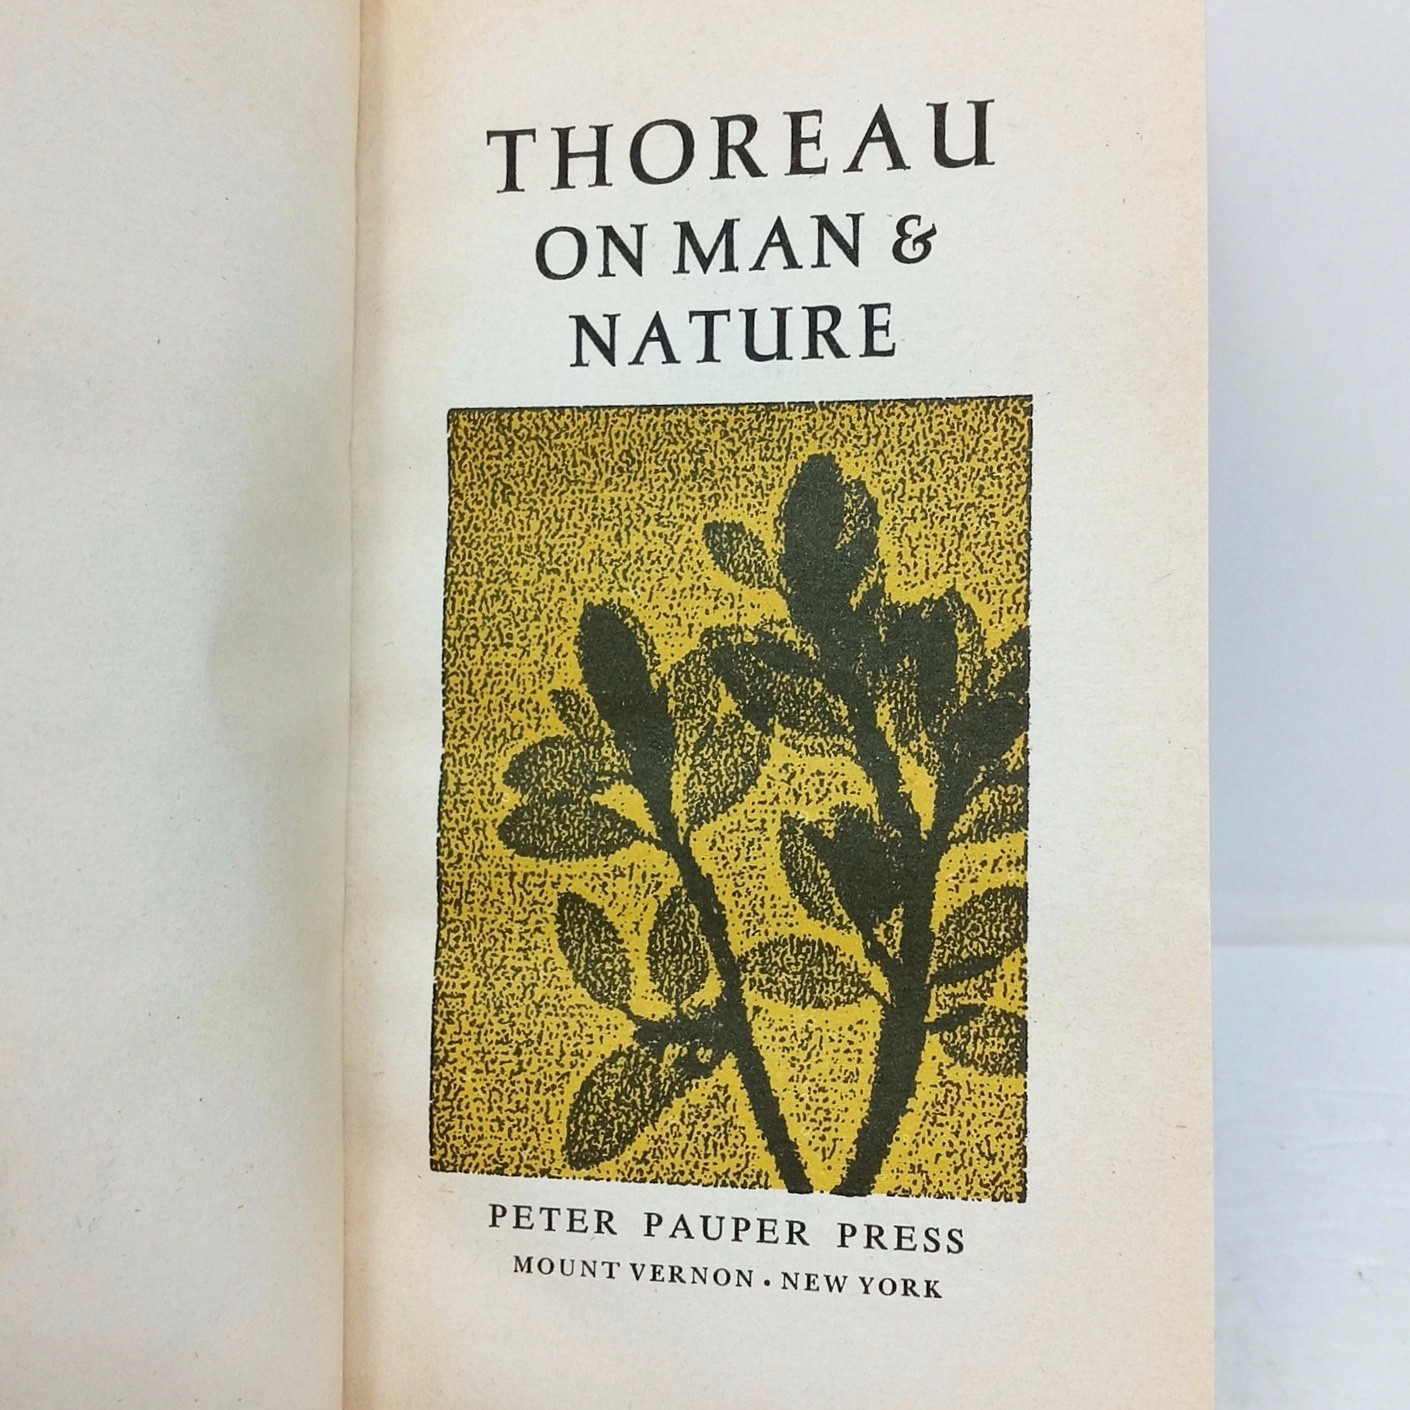 THOREAU
ON MAN &
NATURE
PETER PAUPER PRESS
MOUNT VERNON • NEW YORK